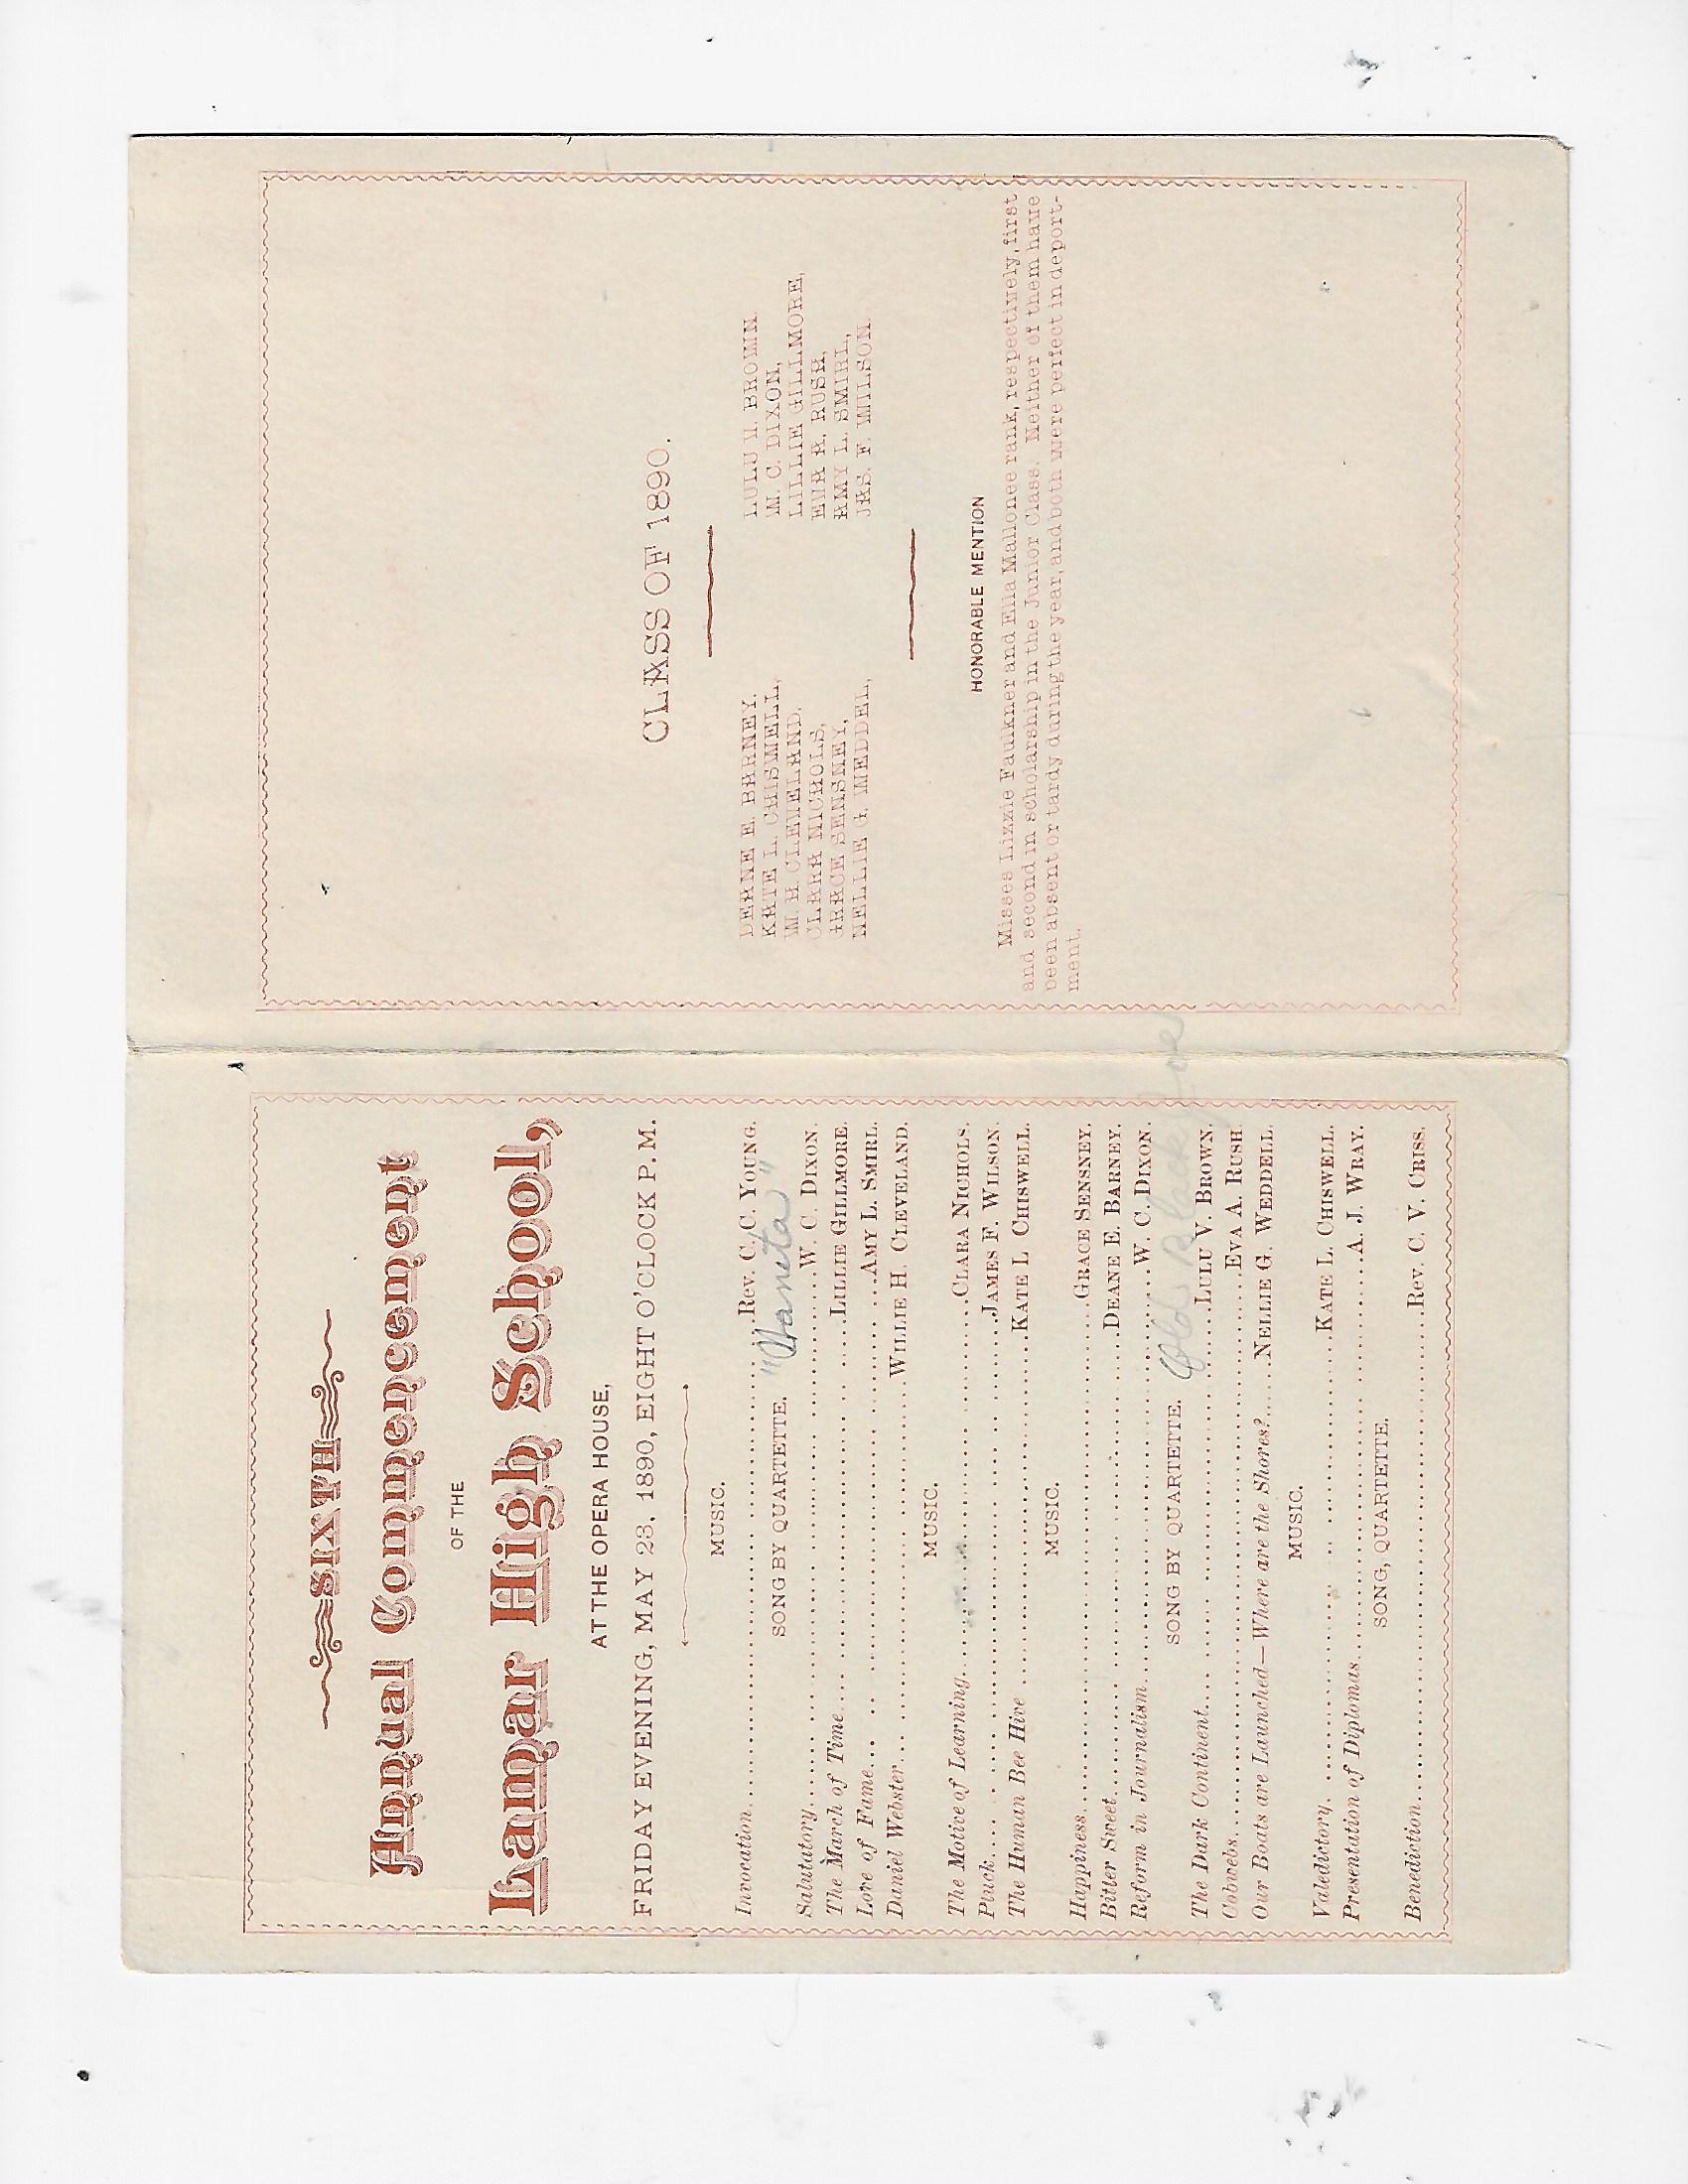 SIXTH
Annual Commencement
OF THE
Lamar High School,
AT THE OPERA HOUSE,
FRIDAY EVENING, MAY 23, 1890, EIGHT O'CLOCK P. M.
MUSIC.
Invocation....................Rev. C. C. YOUNG.
SONG BY QUARTETTE. "Juaneta"
Salutatory....................W. C. DIXON.
The March of Time....................LILLIE GILLMORE.
Love of Fame....................AMY L. SMIRL.
Daniel Webster....................WILLIE H. CLEVELAND.
MUSIC.
The Motive of Learning....................CLARA NICHOLS.
Pluck....................JAMES F. WILSON.
The Human Bee Hive....................KATE L CHISWELL.
MUSIC.
Happiness....................GRACE SENSNEY.
Bitter Sweet....................DEANE E. BARNEY.
Reform in Journalism....................W. C. DIXON.
SONG BY QUARTETTE. Old Black Joe
The Dark Continent....................LULU V. BROWN.
Cobwebs....................EVA A. RUSH
Our Boats are Launched—Where are the Shores?......NELLIE G. WEDDELL.
MUSIC.
Valedictory....................KATE L. CHISWELL.
Presentation of Diplomas....................A. J. WRAY.
SONG, QUARTETTE.
Benediction....................Rev. C. V. CRISS.
CLASS OF 1890.
DEANE E. BARNEY.
KATE L. CHISWELL,
W. H. CLEVELAND,
CLARA NICHOLS,
GRACE SENSNEY,
NELLIE G. WEDDEL,
LULU V. BROWN.
W. C. DIXON,
LILLIE GILLMORE,
EVA A. RUSH,
AMY L. SMIRL,
JAS. F. WILSON.
HONORABLE MENTION
Misses Lizzie Faulkner and Ella Mallonee rank, respectively, first
and second in scholarship in the Junior Class. Neither of them have
been absent or tardy during the year, and both were perfect in deport-
ment.